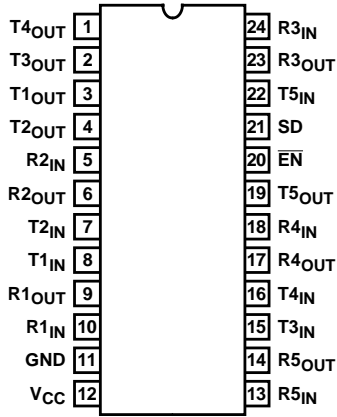 T4OUT 1 24 R3IN
T3OUT 2 23 R3OUT
T1OUT 3 22 T5IN
T2OUT 4 21 SD
R2IN 5 20 E̅N̅
R2OUT 6 19 T5OUT
T2IN 7 18 R4IN
T1IN 8 17 R4OUT
R1OUT 9 16 T4IN
R1IN 10 15 T3IN
GND 11 14 R5OUT
VCC 12 13 R5IN